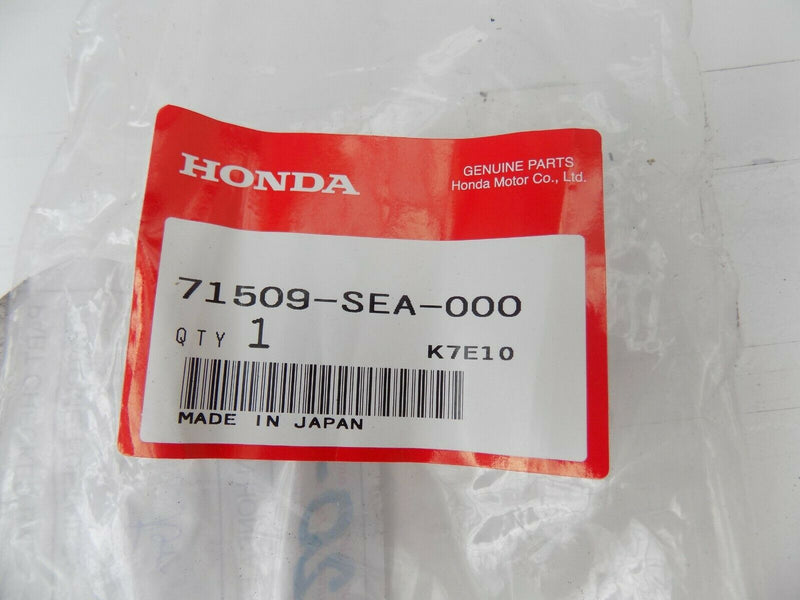 HONDA
GENUINE PARTS
Honda Motor Co., Ltd.
71509-SEA-000
QTY 1
K7E10
MADE IN JAPAN